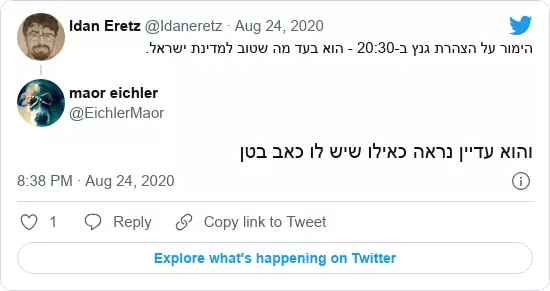 Idan Eretz @Idaneretz · Aug 24, 2020
הימור על הצהרת גנץ ב-20:30 - הוא בעד מה שטוב למדינת ישראל.
maor eichler
@EichlerMaor
והוא עדיין נראה כאילו שיש לו כאב בטן
8:38 PM · Aug 24, 2020
1 Reply Copy link to Tweet
Explore what's happening on Twitter